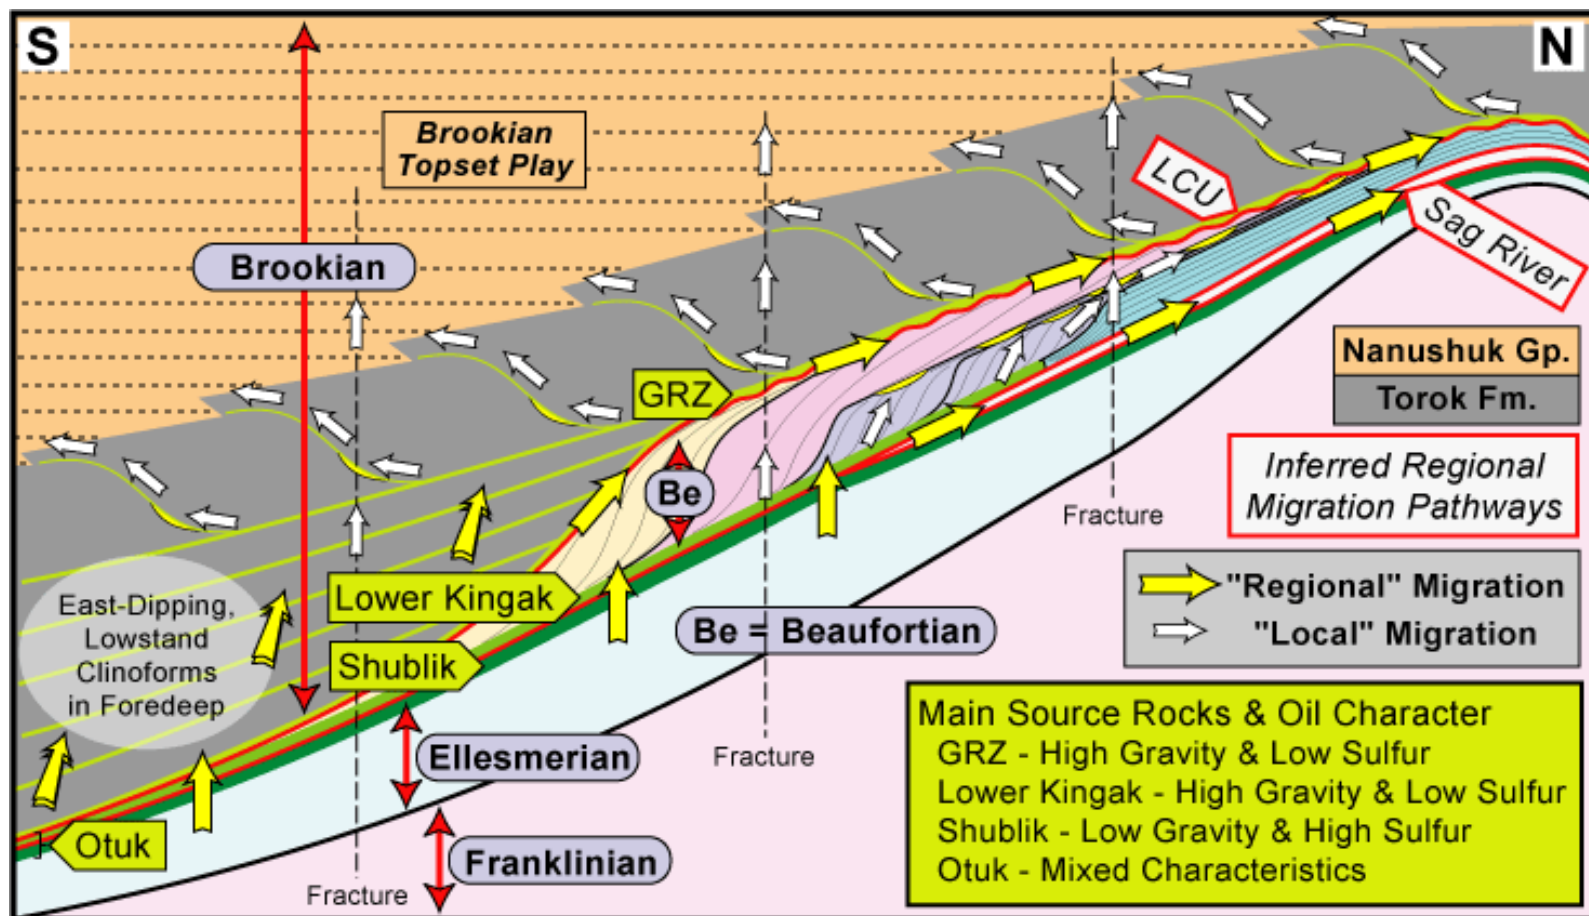 S
N
Brookian
Topset Play
LCU
Sag River
Brookian
GRZ
Nanushuk Gp.
Torok Fm.
Inferred Regional
Migration Pathways
Be
Fracture
"Regional" Migration
"Local" Migration
Lower Kingak
East-Dipping,
Lowstand
Clinoforms
in Foredeep
Be = Beaufortian
Shublik
Main Source Rocks & Oil Character
GRZ - High Gravity & Low Sulfur
Lower Kingak - High Gravity & Low Sulfur
Shublik - Low Gravity & High Sulfur
Otuk - Mixed Characteristics
Ellesmerian
Fracture
Otuk
Franklinian
Fracture